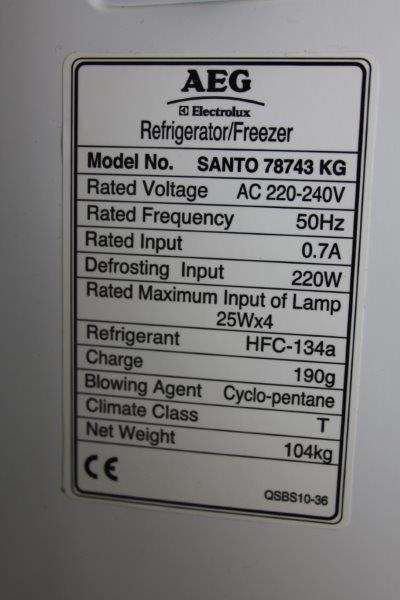 AEG
Electrolux
Refrigerator/Freezer
Model No. SANTO 78743 KG
Rated Voltage AC 220-240V
Rated Frequency 50Hz
Rated Input 0.7A
Defrosting Input 220W
Rated Maximum Input of Lamp
25Wx4
Refrigerant HFC-134a
Charge 190g
Blowing Agent Cyclo-pentane
Climate Class T
Net Weight 104kg
CE
QSBS10-36